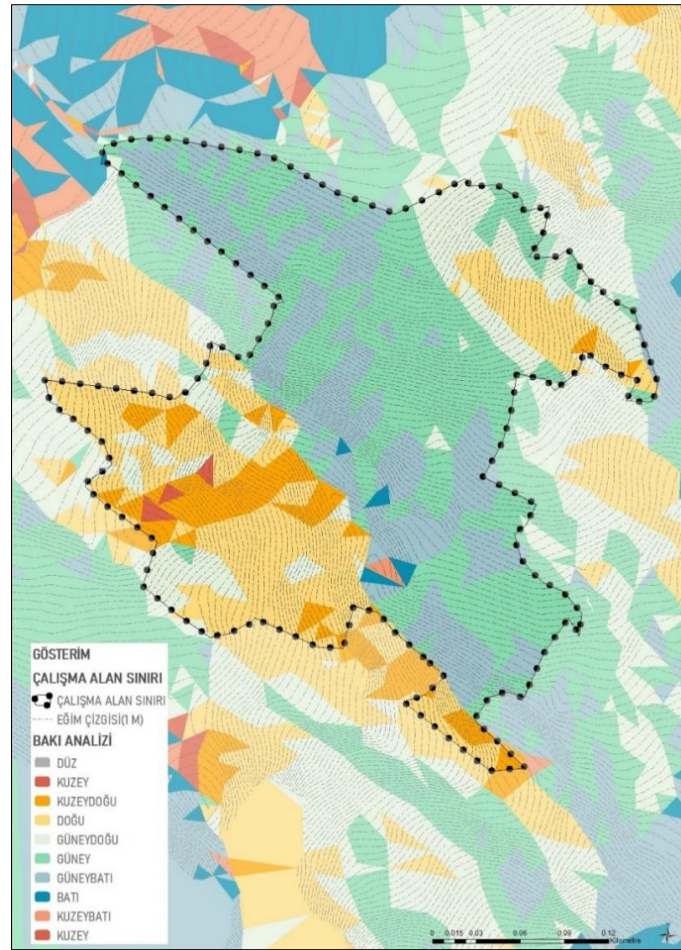 GÖSTERİM
ÇALIŞMA ALAN SINIRI
ÇALIŞMA ALAN SINIRI
EĞİM ÇİZGİSİ(1 M)
BAKI ANALİZİ
DÜZ
KUZEY
KUZEYDOĞU
DOĞU
GÜNEYDOĞU
GÜNEY
GÜNEYBATI
BATI
KUZEYBATI
KUZEY
0 0.015 0.03 0.06 0.09 0.12
Kilometre